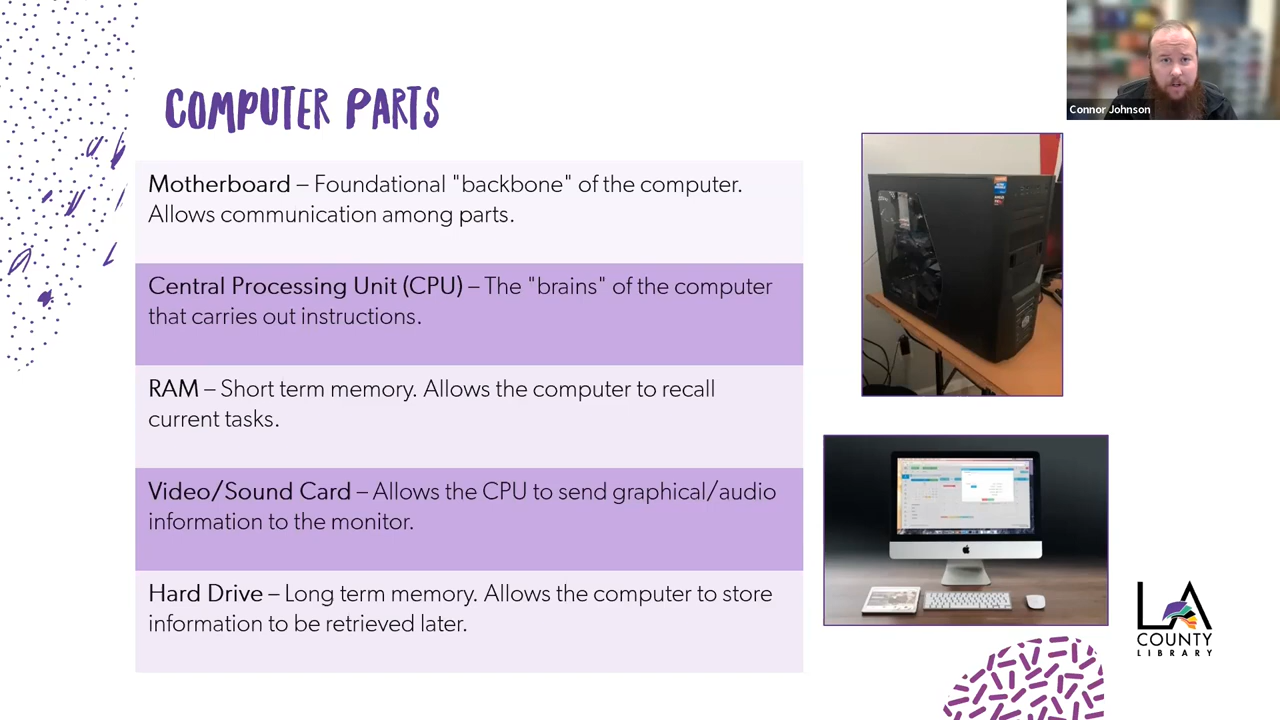 COMPUTER PARTS
Connor Johnson
Motherboard – Foundational "backbone" of the computer.
Allows communication among parts.
Central Processing Unit (CPU) – The "brains" of the computer
that carries out instructions.
RAM – Short term memory. Allows the computer to recall
current tasks.
Video/Sound Card – Allows the CPU to send graphical/audio
information to the monitor.
Hard Drive – Long term memory. Allows the computer to store
information to be retrieved later.
LA
COUNTY
LIBRARY